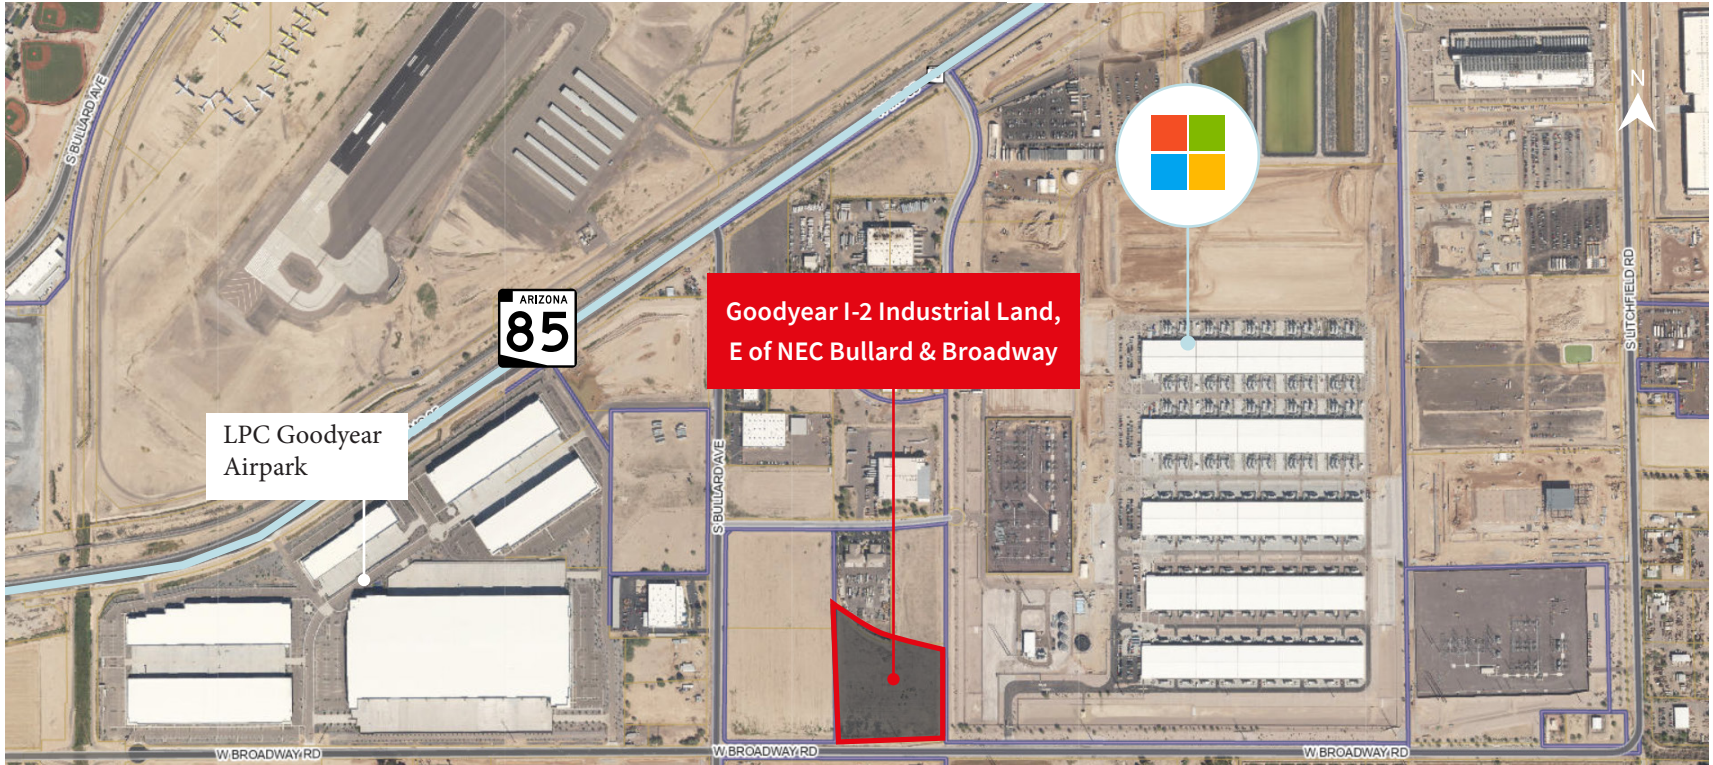 S BULLARD AVE
N
ARIZONA
85
Goodyear I-2 Industrial Land,
E of NEC Bullard & Broadway
S LITCHFIELD RD
LPC Goodyear
Airpark
S BULLARD AVE
W BROADWAY RD
W BROADWAY RD
W BROADWAY RD